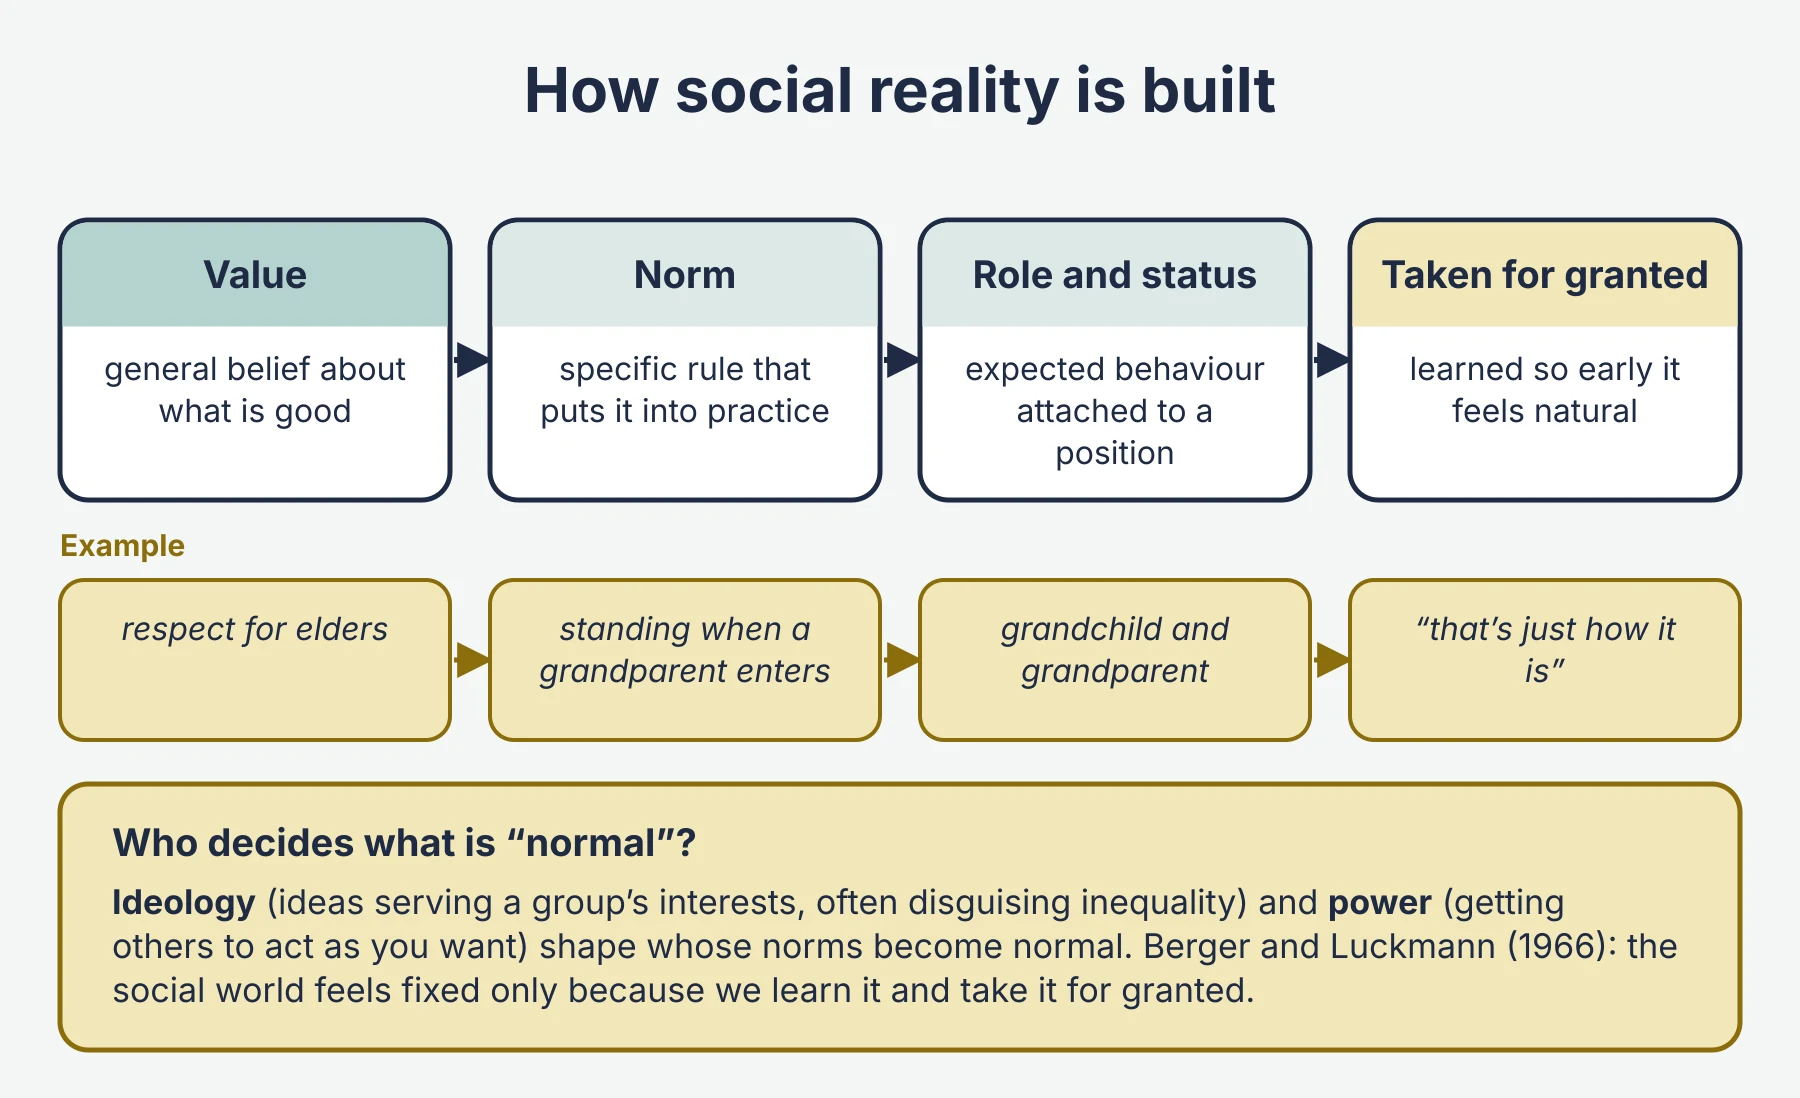 How social reality is built
Value
general belief about
what is good
Norm
specific rule that
puts it into practice
Role and status
expected behaviour
attached to a
position
Taken for granted
learned so early it
feels natural
Example
respect for elders
standing when a
grandparent enters
grandchild and
grandparent
“that’s just how it
is”
Who decides what is “normal”?
Ideology (ideas serving a group’s interests, often disguising inequality) and power (getting
others to act as you want) shape whose norms become normal. Berger and Luckmann (1966): the
social world feels fixed only because we learn it and take it for granted.